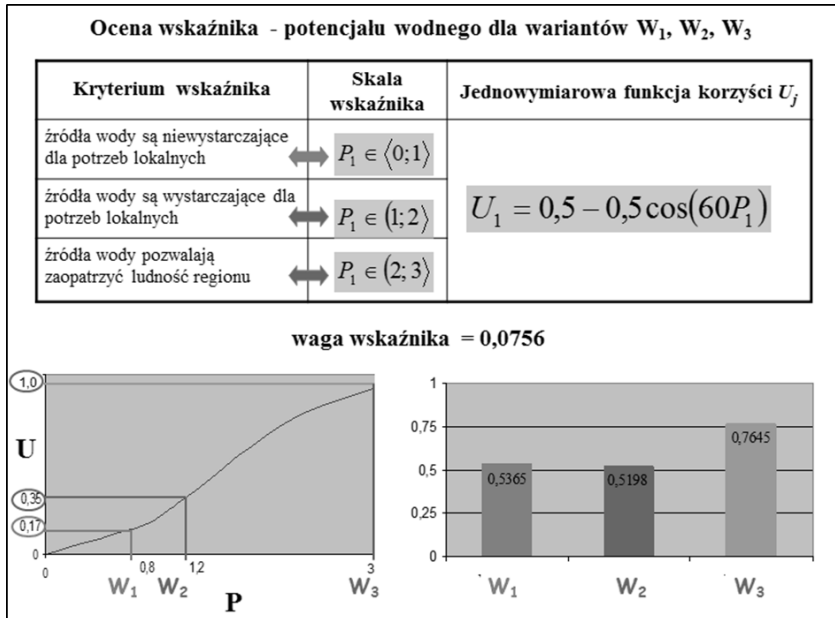 Ocena wskaźnika - potencjału wodnego dla wariantów W₁, W₂, W₃
Kryterium wskaźnika
Skala
wskaźnika
Jednowymiarowa funkcja korzyści Uⱼ
źródła wody są niewystarczające
dla potrzeb lokalnych
P₁ ∈ ⟨0;1⟩
źródła wody są wystarczające dla
potrzeb lokalnych
P₁ ∈ (1;2⟩
źródła wody pozwalają
zaopatrzyć ludność regionu
P₁ ∈ (2;3⟩
U₁ = 0,5 – 0,5cos(60P₁)
waga wskaźnika = 0,0756
1,0
U
0,35
0,17
0
0
0,8
1,2
3
W₁
W₂
W₃
P
1
0,75
0,5
0,25
0
0,5365
0,5198
0,7645
W₁
W₂
W₃